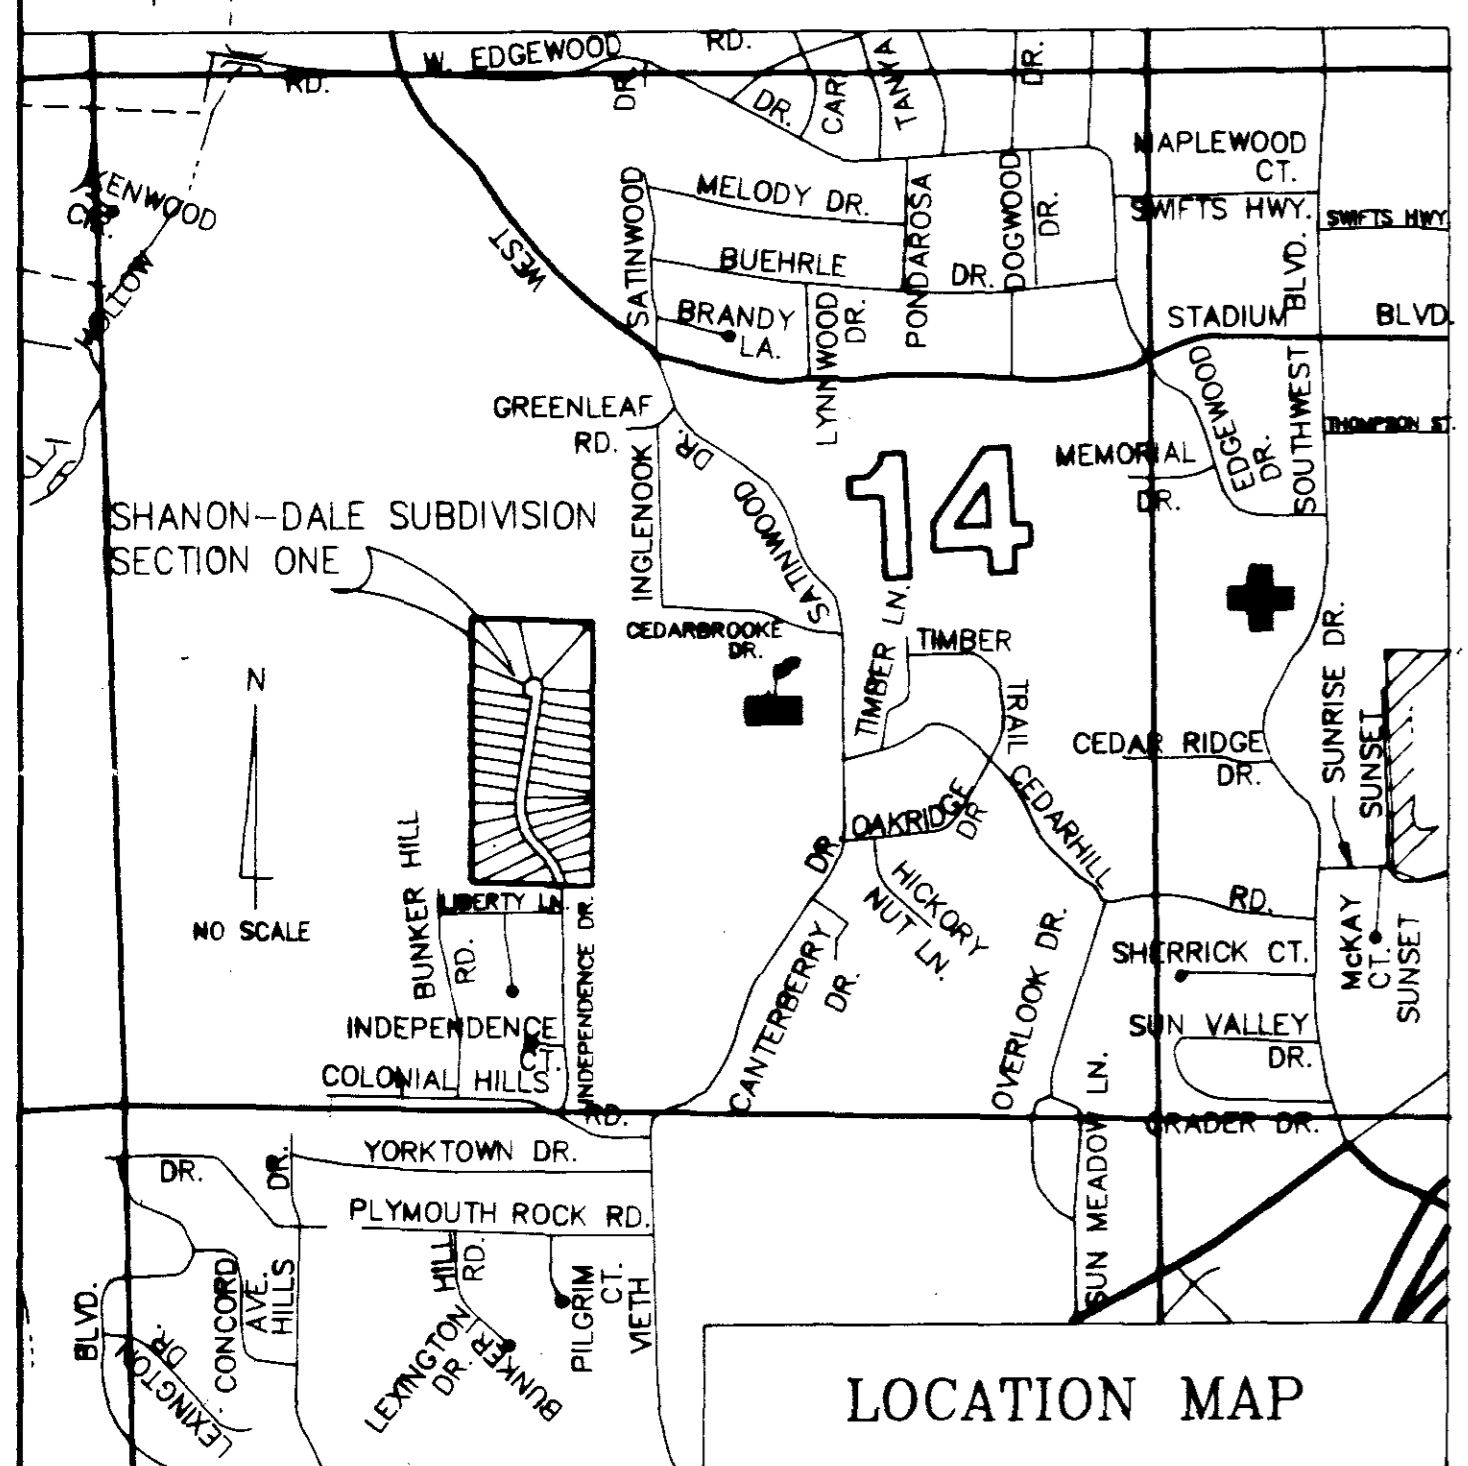 W. EDGEWOOD RD.
RD.
DR.
DR.
CARI
TANKA
DR.
MAPLEWOOD
CT.
KENWOOD
CIR.
HOLLOW
WEST
SATINWOOD
MELODY DR.
PONDAROSA
DOGWOOD
DR.
SWIFTS HWY.
SWIFTS HWY
BUEHRLE DR.
BLVD.
BRANDY
LA.
LYNNWOOD
DR.
STADIUM BLVD.
GREENLEAF
RD.
DR.
EDGEWOOD
DR.
SOUTHWEST
THOMPSON ST.
INGLENOOK
SATINWOOD
14
MEMORIAL
DR.
SHANON-DALE SUBDIVISION
SECTION ONE
CEDARBROOKE
DR.
TIMBER LN.
TIMBER
TRAIL
SUNRISE DR.
SUNSET
N
CEDAR RIDGE
DR.
NO SCALE
OAKRIDGE
DR
DR.
CEDARHILL
RD.
HICKORY
NUT LN.
BUNKER HILL
RD.
LIBERTY LN.
INDEPENDENCE DR.
CANTERBERRY
DR.
OVERLOOK DR.
SHERRICK CT.
McKAY
CT.
SUNSET
INDEPENDENCE
CT.
SUN VALLEY
DR.
COLONIAL HILLS
RD.
SUN MEADOW LN.
CRADER DR.
YORKTOWN DR.
DR.
DR.
PLYMOUTH ROCK RD.
HILL
RD.
CONCORD
AVE.
HILLS
BLVD.
LEXINGTON
DR.
LEXINGTON
DR.
BUNKER
PILGRIM
CT.
VIETH
LOCATION MAP